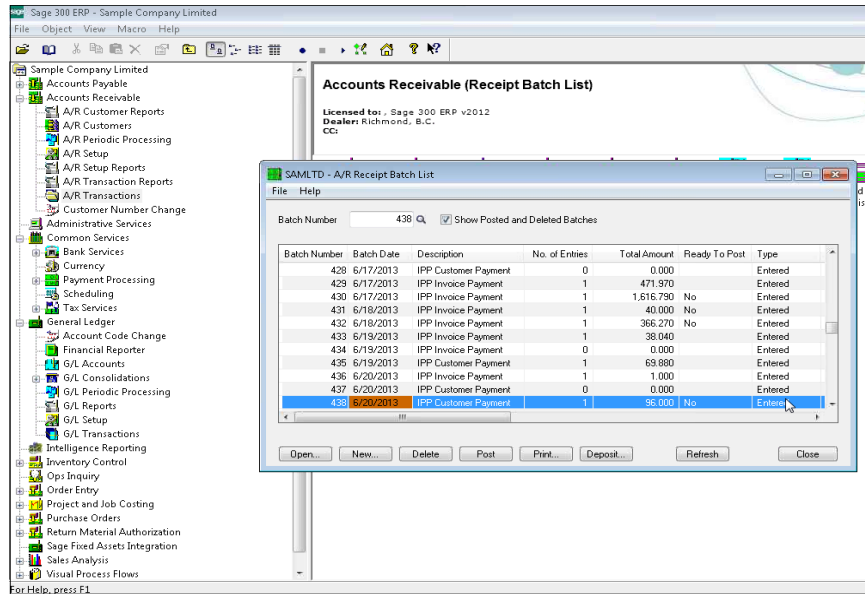 sage Sage 300 ERP - Sample Company Limited
File Object View Macro Help
Sample Company Limited
Accounts Payable
Accounts Receivable
A/R Customer Reports
A/R Customers
A/R Periodic Processing
A/R Setup
A/R Setup Reports
A/R Transaction Reports
A/R Transactions
Customer Number Change
Administrative Services
Common Services
Bank Services
Currency
Payment Processing
Scheduling
Tax Services
General Ledger
Account Code Change
Financial Reporter
G/L Accounts
G/L Consolidations
G/L Periodic Processing
G/L Reports
G/L Setup
G/L Transactions
Intelligence Reporting
Inventory Control
Ops Inquiry
Order Entry
Project and Job Costing
Purchase Orders
Return Material Authorization
Sage Fixed Assets Integration
Sales Analysis
Visual Process Flows
For Help, press F1
Accounts Receivable (Receipt Batch List)
Licensed to: , Sage 300 ERP v2012
Dealer: Richmond, B.C.
CC:
SAMLTD - A/R Receipt Batch List
File Help
Batch Number 438 Show Posted and Deleted Batches
Batch Number Batch Date Description No. of Entries Total Amount Ready To Post Type
428 6/17/2013 IPP Customer Payment 0 0.000 Entered
429 6/17/2013 IPP Invoice Payment 1 471.970 Entered
430 6/17/2013 IPP Customer Payment 1 1,616.790 No Entered
431 6/18/2013 IPP Invoice Payment 1 40.000 No Entered
432 6/18/2013 IPP Invoice Payment 1 366.270 No Entered
433 6/19/2013 IPP Invoice Payment 1 38.040 Entered
434 6/19/2013 IPP Invoice Payment 0 0.000 Entered
435 6/19/2013 IPP Customer Payment 1 69.880 Entered
436 6/20/2013 IPP Invoice Payment 1 1.000 Entered
437 6/20/2013 IPP Customer Payment 0 0.000 Entered
438 6/20/2013 IPP Customer Payment 1 96.000 No Entered
Open... New... Delete Post Print... Deposit... Refresh Close